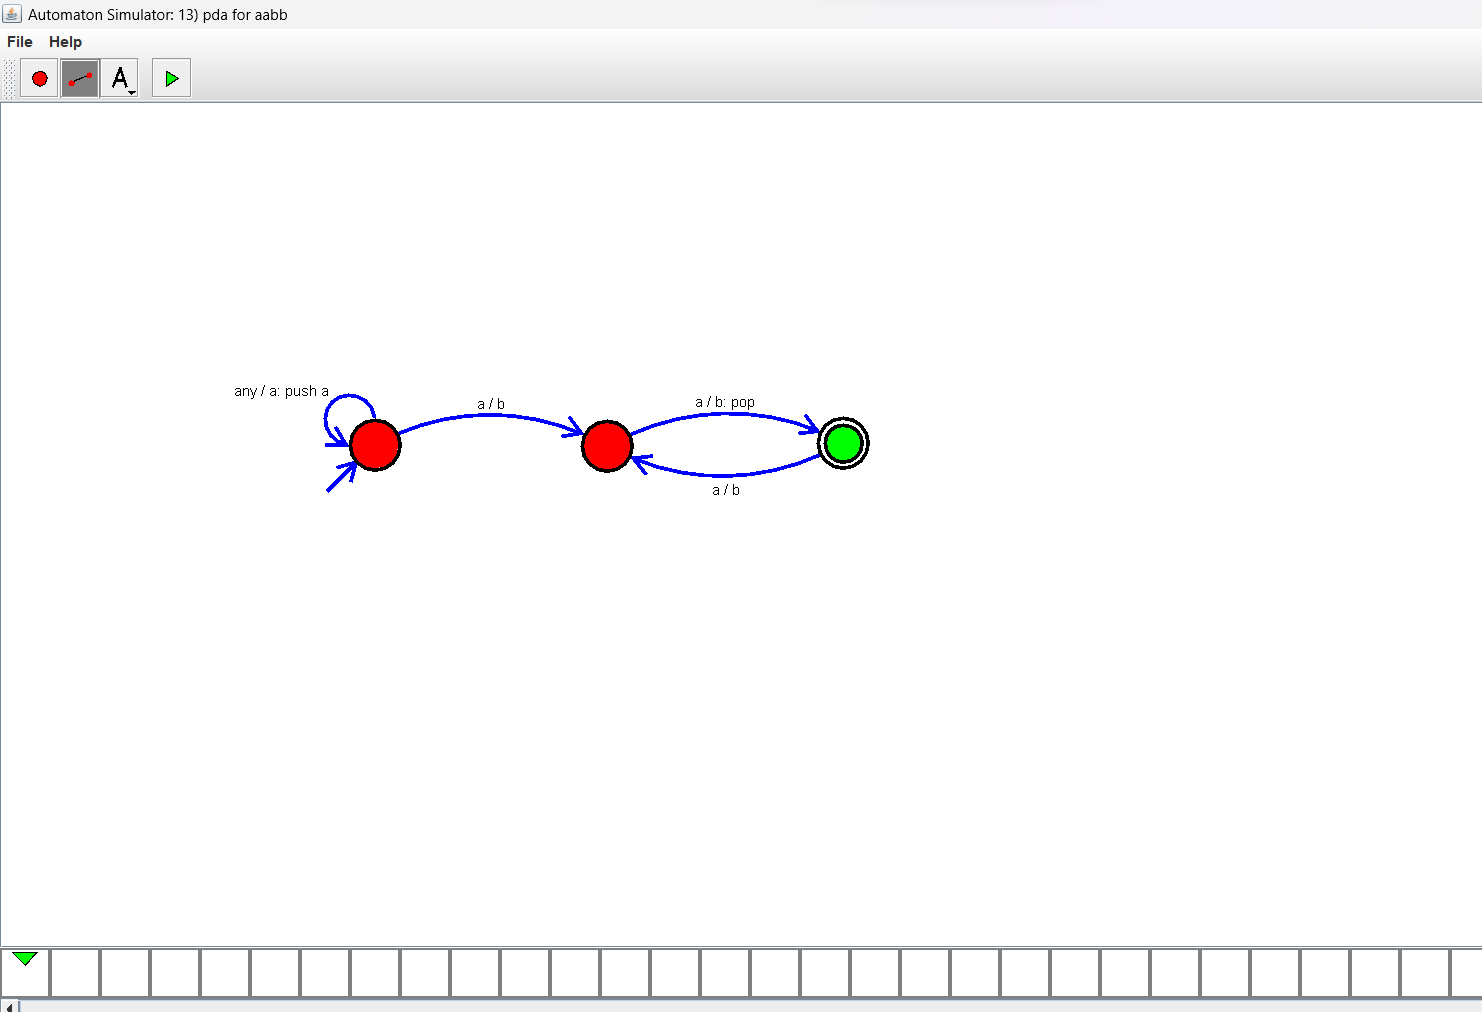 Automaton Simulator: 13) pda for aabb
File Help
A
any / a: push a
a / b
a / b: pop
a / b